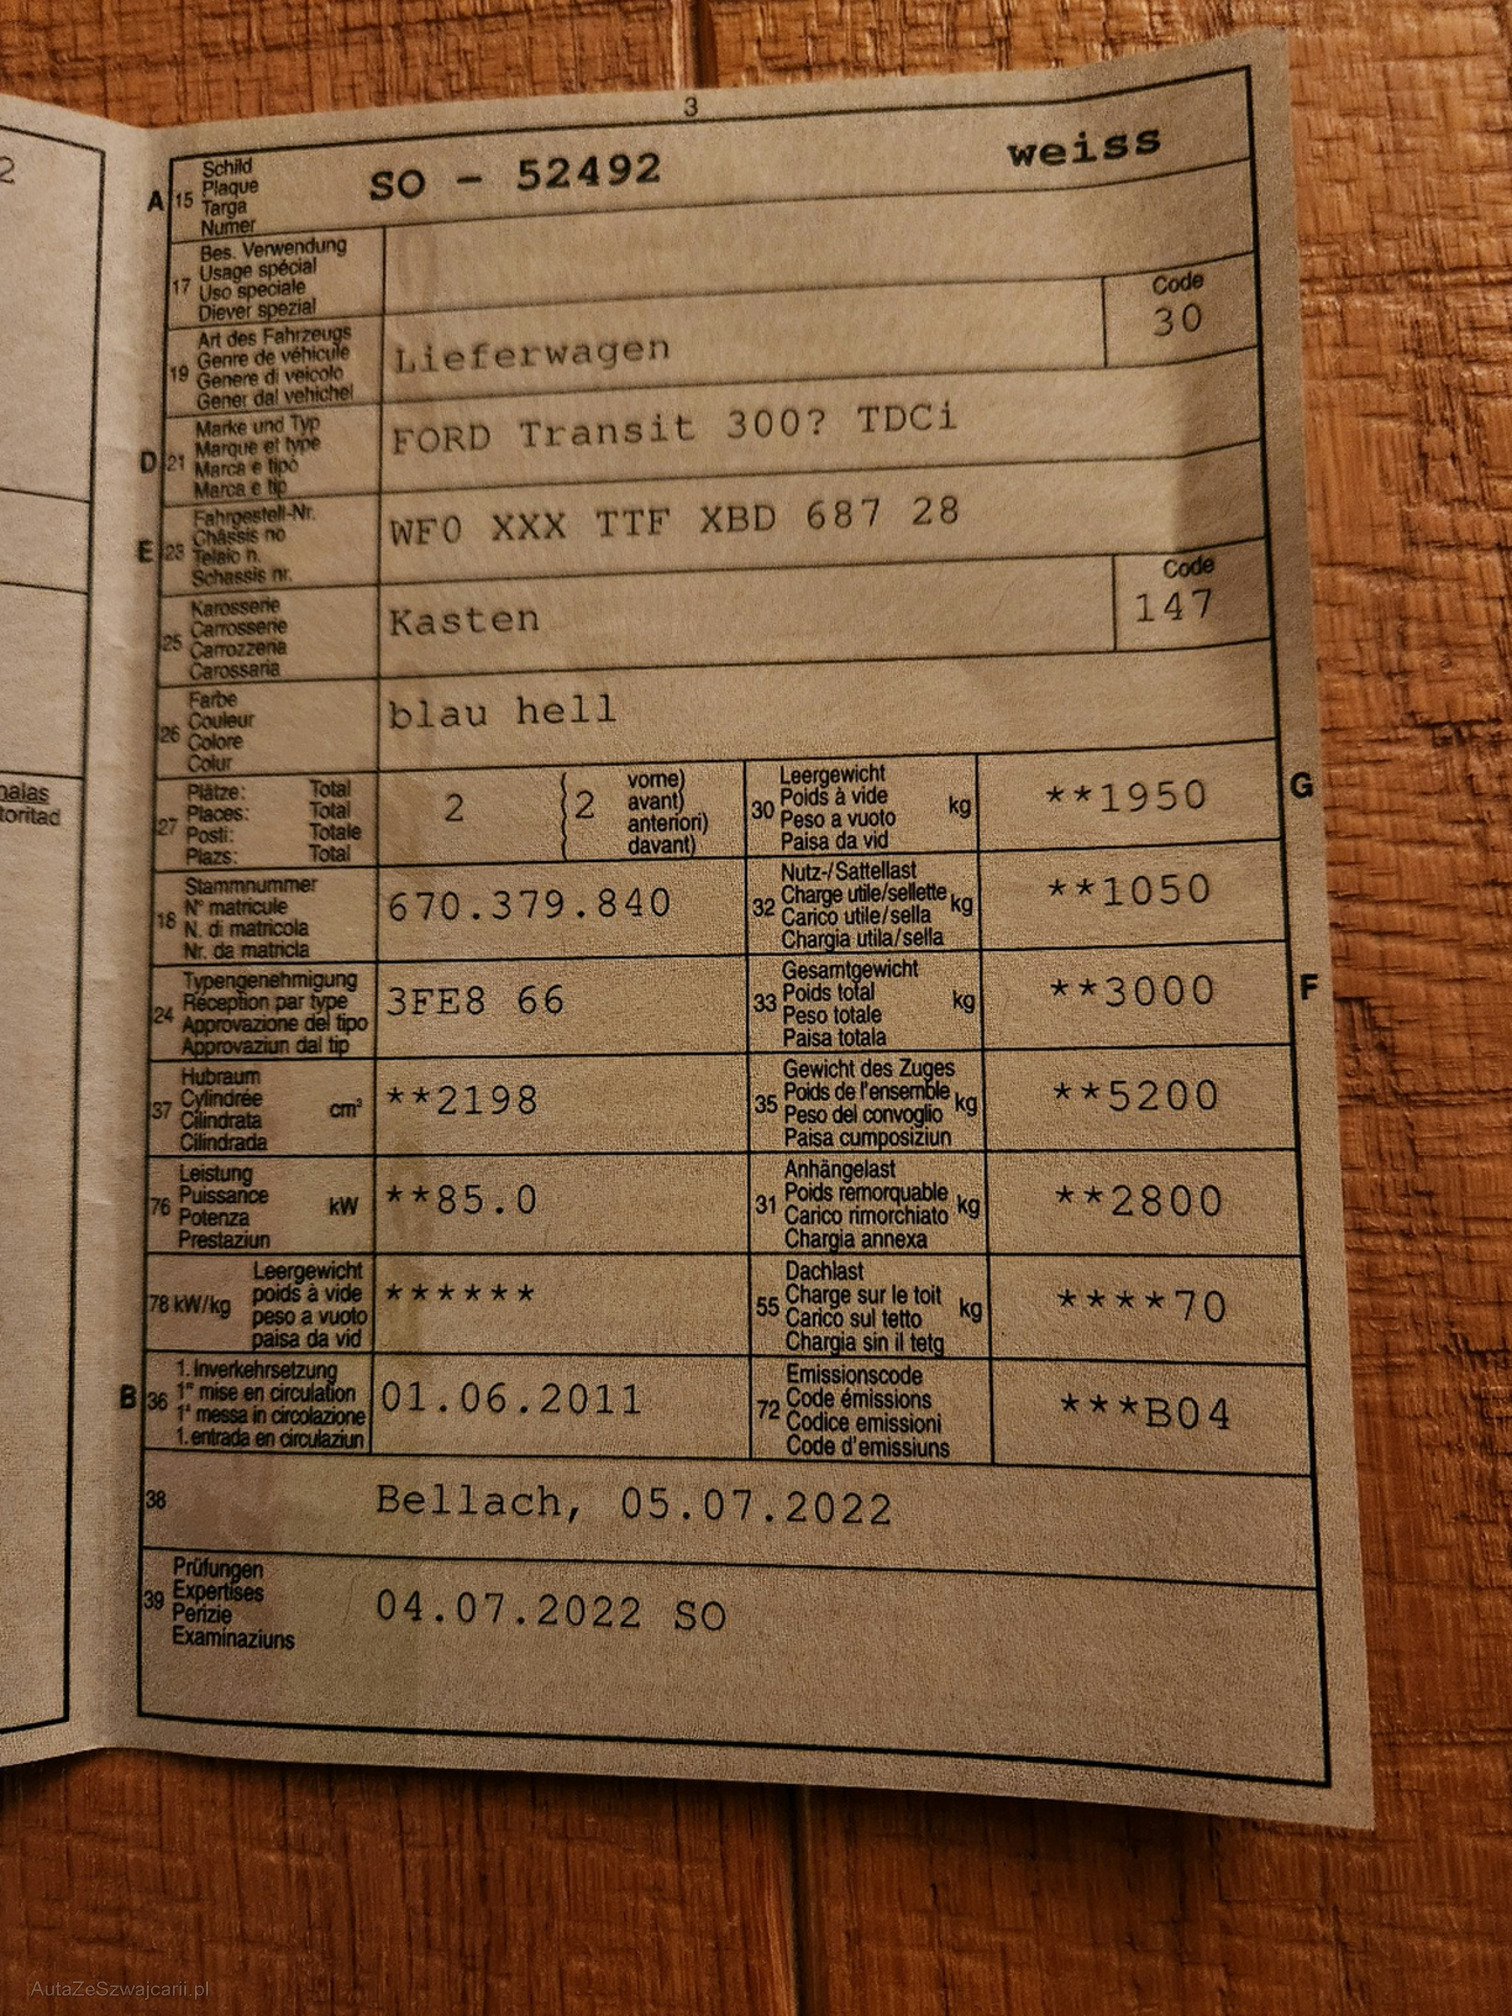 2
3
A 15 Schild
Plaque
Targa
Numer
SO - 52492 weiss
17 Bes. Verwendung
Usage spécial
Uso speciale
Diever spezial
19 Art des Fahrzeugs
Genre de véhicule
Genere di veicolo
Gener dal vehichel
Lieferwagen
Code
30
D 21 Marke und Typ
Marque et type
Marca e tipo
Marca e tip
FORD Transit 300? TDCi
E 23 Fahrgestell-Nr.
Châssis no
Telaio n.
Schassis nr.
WF0 XXX TTF XBD 687 28
25 Karosserie
Carrosserie
Carrozzeria
Carossaria
Kasten
Code
147
26 Farbe
Couleur
Colore
Colur
blau hell
27 Plätze: Total
Places: Total
Posti: Totale
Plazs: Total
2 2 vorne)
avant)
anteriori)
davant)
30 Leergewicht
Poids à vide kg
Peso a vuoto
Paisa da vid
**1950
G
18 Stammnummer
N° matricule
N. di matricola
Nr. da matricla
670.379.840
32 Nutz-/Sattellast
Charge utile/sellette kg
Carico utile/sella
Chargia utila/sella
**1050
24 Typengenehmigung
Réception par type
Approvazione del tipo
Approvaziun dal tip
3FE8 66
33 Gesamtgewicht
Poids total kg
Peso totale
Paisa totala
**3000
F
37 Hubraum
Cylindrée cm³
Cilindrata
Cilindrada
**2198
35 Gewicht des Zuges
Poids de l'ensemble kg
Peso del convoglio
Paisa cumposiziun
**5200
76 Leistung
Puissance kW
Potenza
Prestaziun
**85.0
31 Anhängelast
Poids remorquable kg
Carico rimorchiato
Chargia annexa
**2800
78 kW/kg Leergewicht
poids à vide
peso a vuoto
paisa da vid
******
55 Dachlast
Charge sur le toit kg
Carico sul tetto
Chargia sin il tetg
****70
B 36 1. Inverkehrsetzung
1re mise en circulation
1a messa in circolazione
1. entrada en circulaziun
01.06.2011
72 Emissionscode
Code émissions
Codice emissioni
Code d'emissiuns
***B04
38 Bellach, 05.07.2022
39 Prüfungen
Expertises
Perizie
Examinaziuns
04.07.2022 SO
AutaZeSzwajcarii.pl